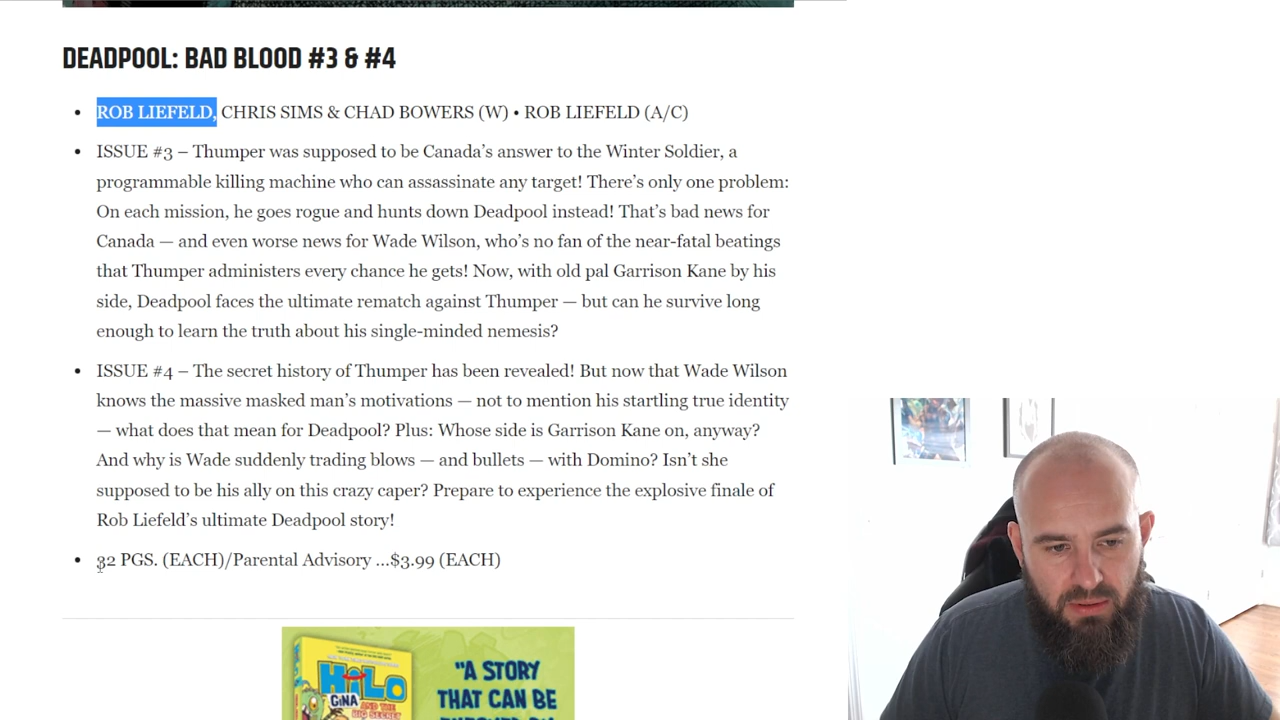 DEADPOOL: BAD BLOOD #3 & #4
• ROB LIEFELD, CHRIS SIMS & CHAD BOWERS (W) • ROB LIEFELD (A/C)
• ISSUE #3 – Thumper was supposed to be Canada’s answer to the Winter Soldier, a
programmable killing machine who can assassinate any target! There’s only one problem:
On each mission, he goes rogue and hunts down Deadpool instead! That’s bad news for
Canada — and even worse news for Wade Wilson, who’s no fan of the near-fatal beatings
that Thumper administers every chance he gets! Now, with old pal Garrison Kane by his
side, Deadpool faces the ultimate rematch against Thumper — but can he survive long
enough to learn the truth about his single-minded nemesis?
• ISSUE #4 – The secret history of Thumper has been revealed! But now that Wade Wilson
knows the massive masked man’s motivations — not to mention his startling true identity
— what does that mean for Deadpool? Plus: Whose side is Garrison Kane on, anyway?
And why is Wade suddenly trading blows — and bullets — with Domino? Isn’t she
supposed to be his ally on this crazy caper? Prepare to experience the explosive finale of
Rob Liefeld’s ultimate Deadpool story!
• 32 PGS. (EACH)/Parental Advisory …$3.99 (EACH)
HiLO
GINA
AND THE
BIG SECRET
"A STORY
THAT CAN BE